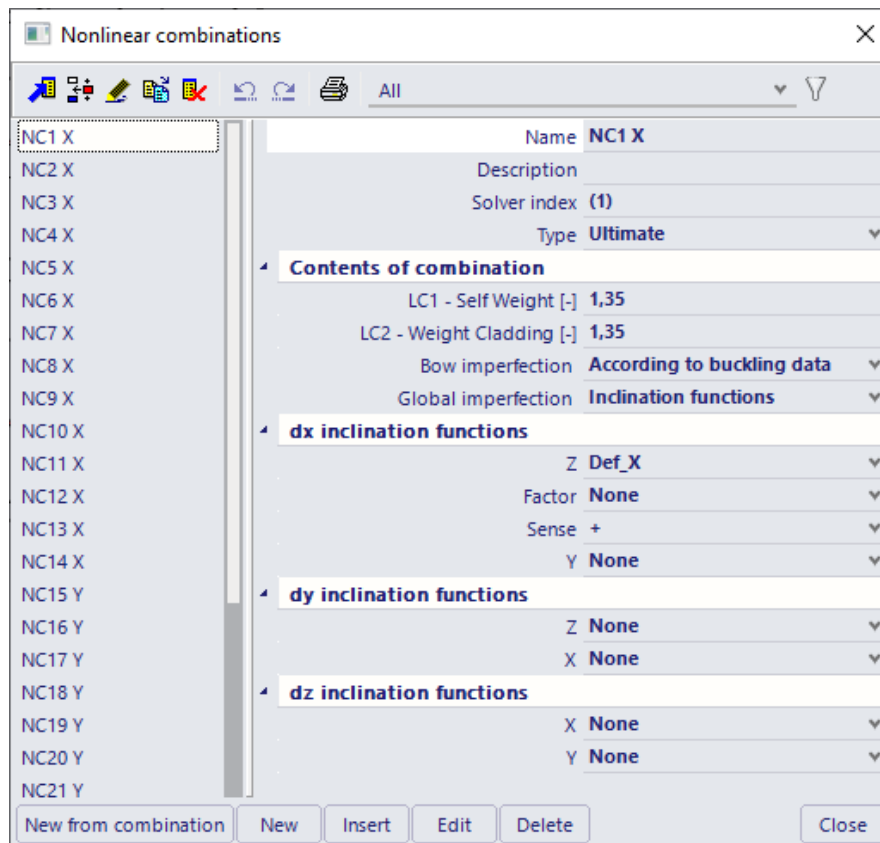 Nonlinear combinations
All
NC1 X
NC2 X
NC3 X
NC4 X
NC5 X
NC6 X
NC7 X
NC8 X
NC9 X
NC10 X
NC11 X
NC12 X
NC13 X
NC14 X
NC15 Y
NC16 Y
NC17 Y
NC18 Y
NC19 Y
NC20 Y
NC21 Y
Name NC1 X
Description
Solver index (1)
Type Ultimate
Contents of combination
LC1 - Self Weight [-] 1,35
LC2 - Weight Cladding [-] 1,35
Bow imperfection According to buckling data
Global imperfection Inclination functions
dx inclination functions
Z Def_X
Factor None
Sense +
Y None
dy inclination functions
Z None
X None
dz inclination functions
X None
Y None
New from combination New Insert Edit Delete Close